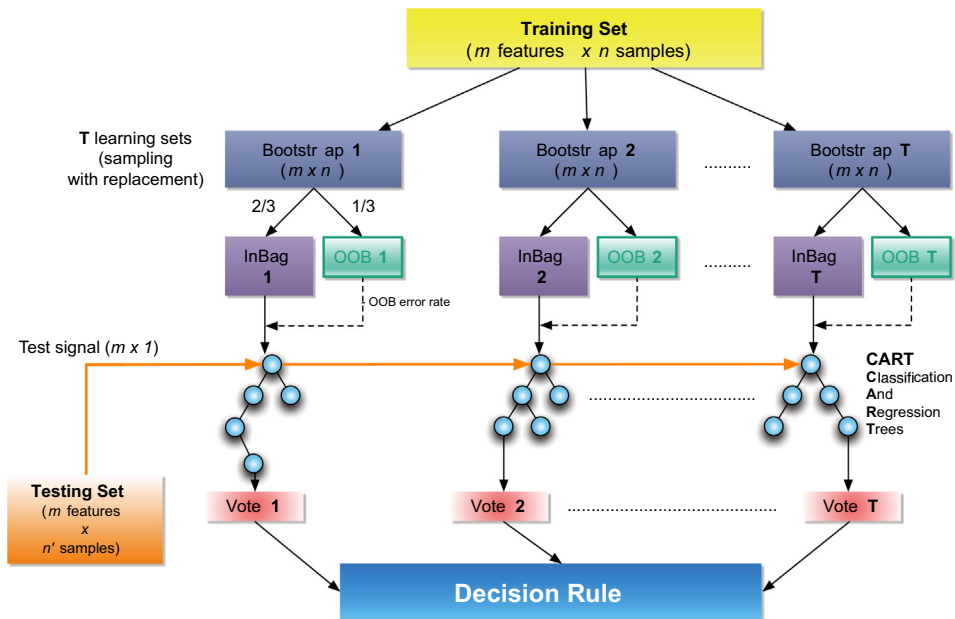 Training Set
(m features x n samples)
T learning sets
(sampling
with replacement)
Bootstr ap 1
(m x n )
Bootstr ap 2
(m x n )
..........
Bootstr ap T
(m x n )
2/3
1/3
InBag
1
OOB 1
InBag
2
OOB 2
..........
InBag
T
OOB T
OOB error rate
Test signal (m x 1)
CART
Classification
And
Regression
Trees
Testing Set
(m features
x
n' samples)
Vote 1
Vote 2
Vote T
Decision Rule